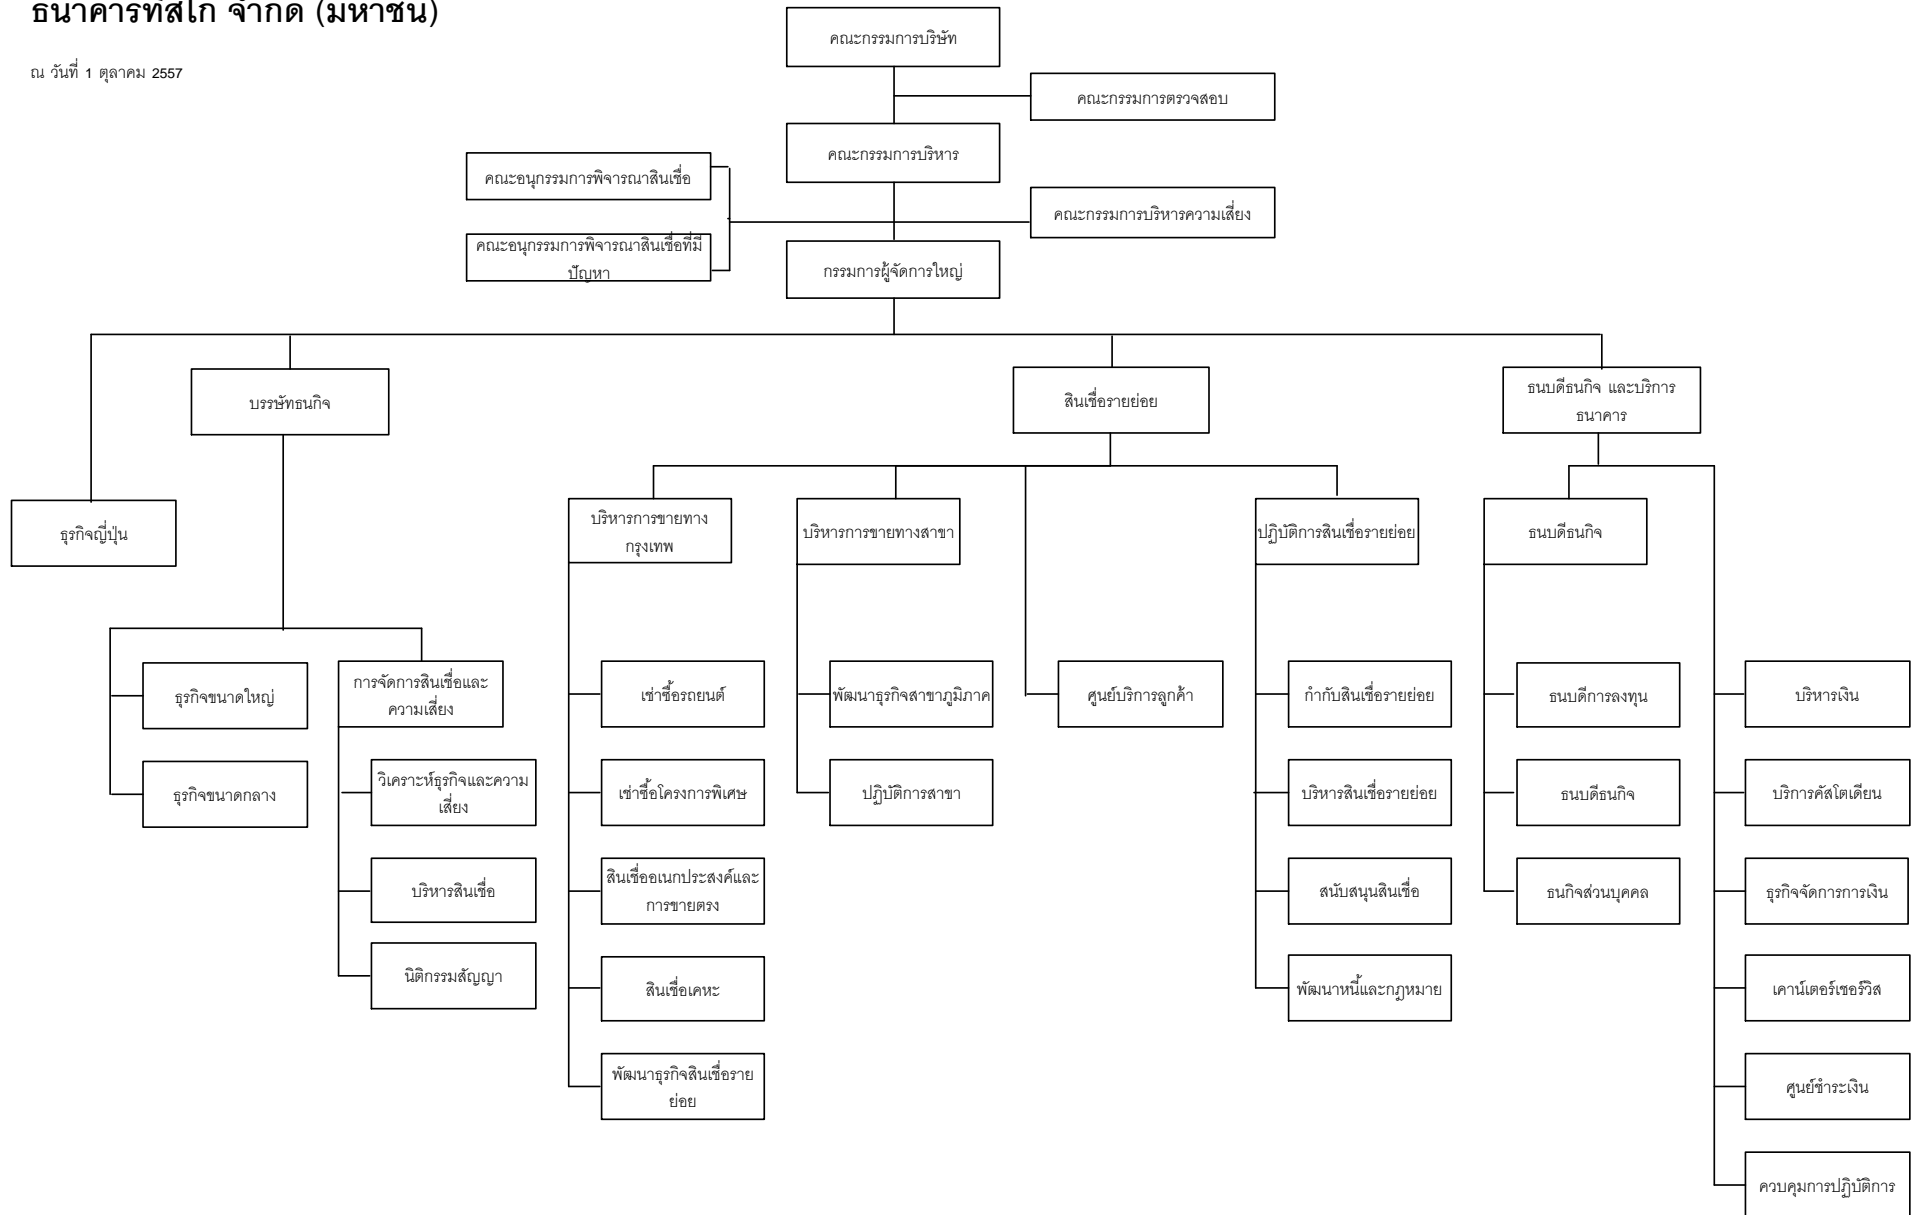 ธนาคารทิสโก้ จำกัด (มหาชน)
ณ วันที่ 1 ตุลาคม 2557
คณะกรรมการบริษัท
คณะกรรมการตรวจสอบ
คณะกรรมการบริหาร
คณะอนุกรรมการพิจารณาสินเชื่อ
คณะกรรมการบริหารความเสี่ยง
คณะอนุกรรมการพิจารณาสินเชื่อที่มี
ปัญหา
กรรมการผู้จัดการใหญ่
บรรษัทธนกิจ
สินเชื่อรายย่อย
ธนบดีธนกิจ และบริการ
ธนาคาร
ธุรกิจญี่ปุ่น
บริหารการขายทาง
กรุงเทพ
บริหารการขายทางสาขา
ปฏิบัติการสินเชื่อรายย่อย
ธนบดีธนกิจ
ธุรกิจขนาดใหญ่
การจัดการสินเชื่อและ
ความเสี่ยง
เช่าซื้อรถยนต์
พัฒนาธุรกิจสาขาภูมิภาค
ศูนย์บริการลูกค้า
กำกับสินเชื่อรายย่อย
ธนบดีการลงทุน
บริหารเงิน
ธุรกิจขนาดกลาง
วิเคราะห์ธุรกิจและความ
เสี่ยง
เช่าซื้อโครงการพิเศษ
ปฏิบัติการสาขา
บริหารสินเชื่อรายย่อย
ธนบดีธนกิจ
บริการคัสโตเดียน
บริหารสินเชื่อ
สินเชื่ออเนกประสงค์และ
การขายตรง
สนับสนุนสินเชื่อ
ธนกิจส่วนบุคคล
ธุรกิจจัดการการเงิน
นิติกรรมสัญญา
สินเชื่อเคหะ
พัฒนาหนี้และกฎหมาย
เคาน์เตอร์เซอร์วิส
พัฒนาธุรกิจสินเชื่อราย
ย่อย
ศูนย์ชำระเงิน
ควบคุมการปฏิบัติการ